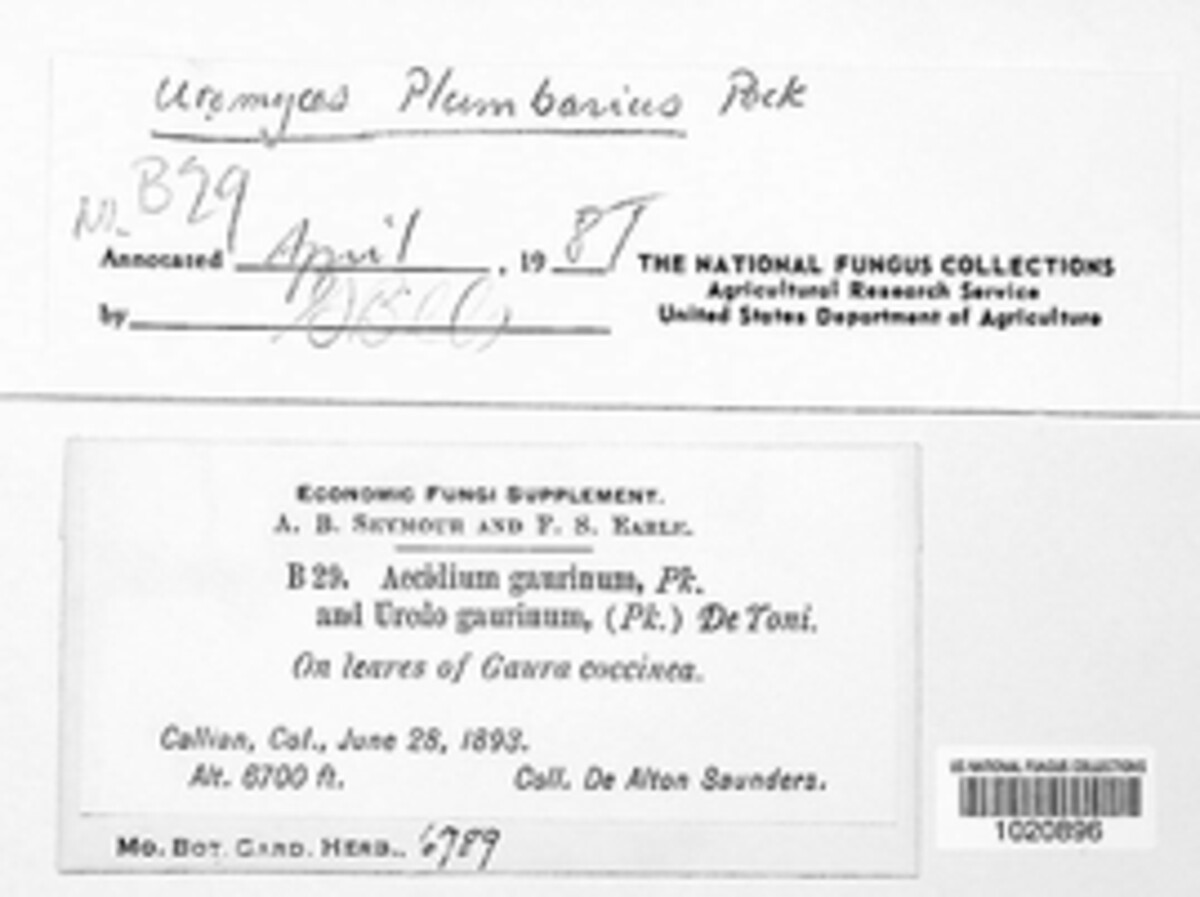 Uromyces Plumbarius Peck
No. B29
Annotated April, 1987 THE NATIONAL FUNGUS COLLECTIONS
Agricultural Research Service
by United States Department of Agriculture
ECONOMIC FUNGI SUPPLEMENT.
A. B. SEYMOUR AND F. S. EARLE.
B 29. Aecidium gaurinum, Pk.
and Uredo gaurinum, (Pk.) De Toni.
On leaves of Gaura coccinea.
Callian, Col., June 28, 1893.
Alt. 6700 ft. Coll. De Alton Saunders.
MO. BOT. GARD. HERB. 6789
US NATIONAL FUNGUS COLLECTIONS
1020896